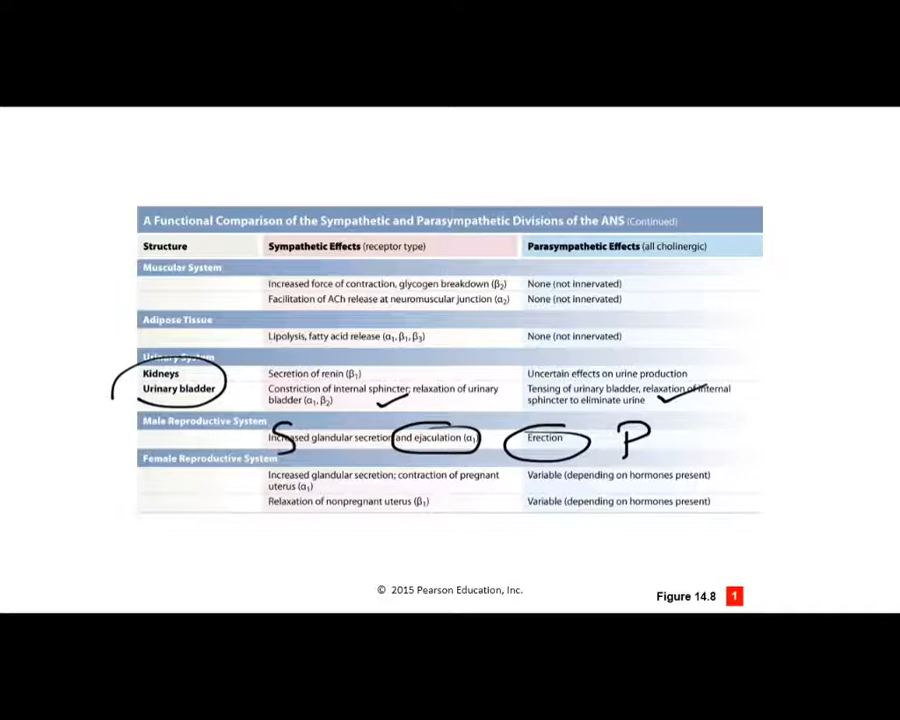 A Functional Comparison of the Sympathetic and Parasympathetic Divisions of the ANS (Continued)
Structure Sympathetic Effects (receptor type) Parasympathetic Effects (all cholinergic)
Muscular System
Increased force of contraction, glycogen breakdown (β₂) None (not innervated)
Facilitation of ACh release at neuromuscular junction (α₂) None (not innervated)
Adipose Tissue
Lipolysis, fatty acid release (α₁, β₁, β₃) None (not innervated)
Urinary System
Kidneys Secretion of renin (β₁) Uncertain effects on urine production
Urinary bladder Constriction of internal sphincter; relaxation of urinary Tensing of urinary bladder, relaxation of internal
bladder (α₁, β₂) sphincter to eliminate urine
Male Reproductive System
S Increased glandular secretion and ejaculation (α₁) Erection P
Female Reproductive System
Increased glandular secretion; contraction of pregnant Variable (depending on hormones present)
uterus (α₁)
Relaxation of nonpregnant uterus (β₁) Variable (depending on hormones present)
© 2015 Pearson Education, Inc.
Figure 14.8 1